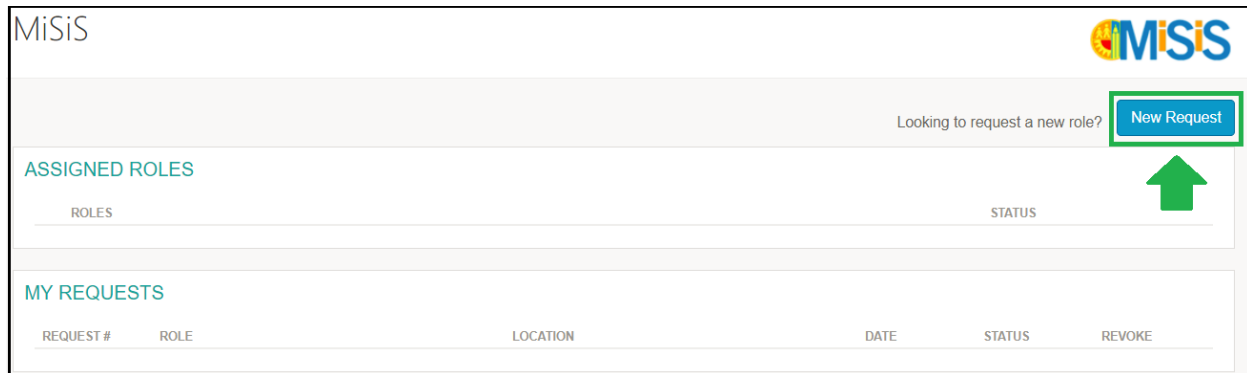 MiSiS
MiSiS
Looking to request a new role? New Request
ASSIGNED ROLES
ROLES STATUS
MY REQUESTS
REQUEST # ROLE LOCATION DATE STATUS REVOKE